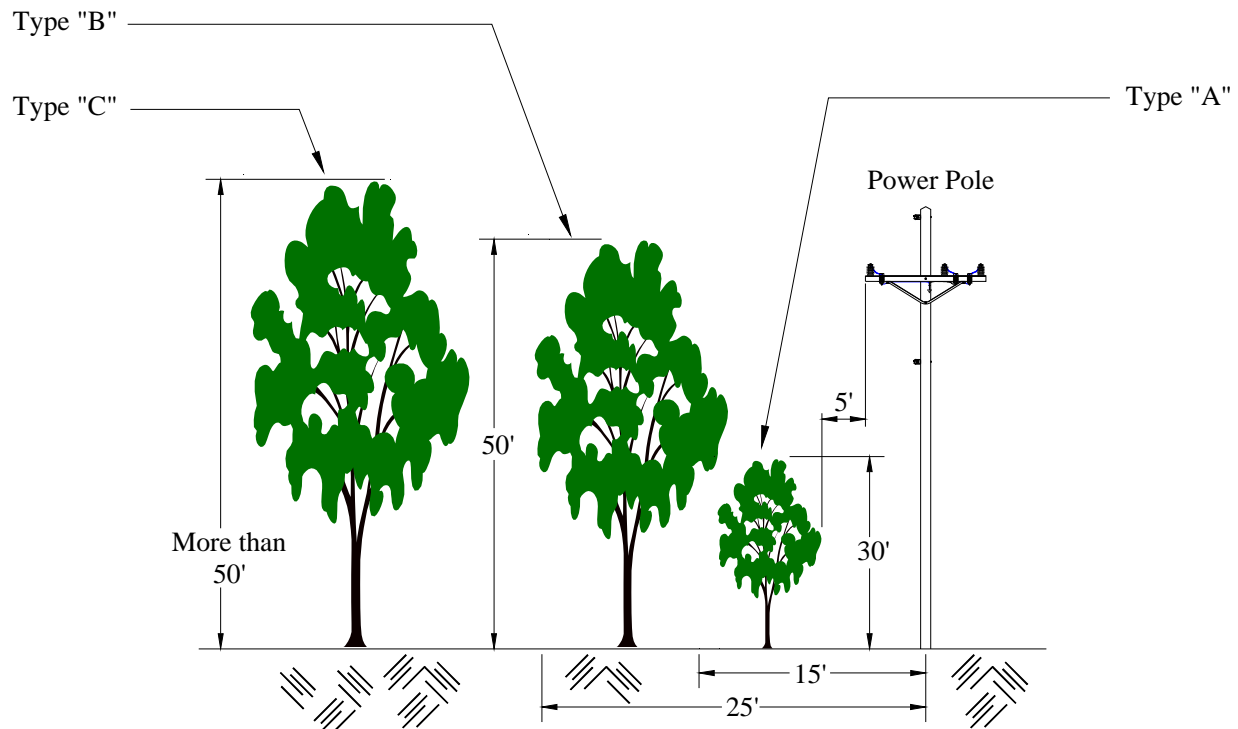 Type "B"
Type "C"
Type "A"
Power Pole
5'
50'
30'
More than
50'
15'
25'